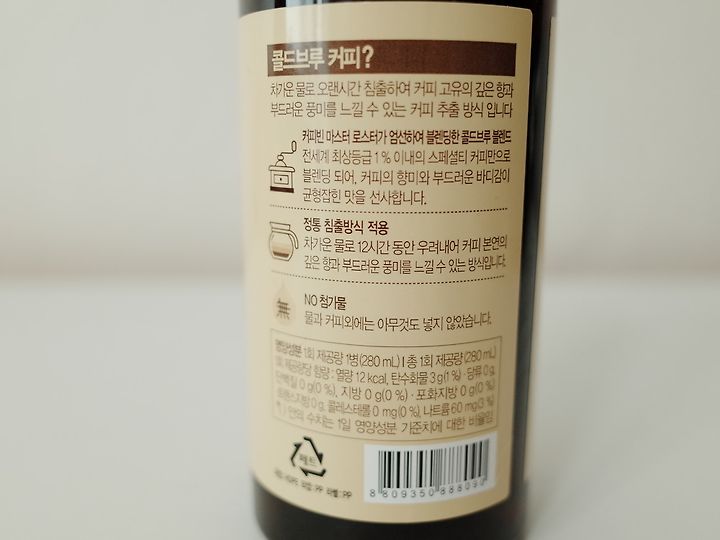 콜드브루 커피?
차가운 물로 오랜시간 침출하여 커피 고유의 깊은 향과
부드러운 풍미를 느낄 수 있는 커피 추출 방식 입니다
커피빈 마스터 로스터가 엄선하여 블렌딩한 콜드브루 블렌드
전세계 최상등급 1% 이내의 스페셜티 커피만으로
블렌딩 되어, 커피의 향미와 부드러운 바디감이
균형잡힌 맛을 선사합니다.
정통 침출방식 적용
차가운 물로 12시간 동안 우려내어 커피 본연의
깊은 향과 부드러운 풍미를 느낄 수 있는 방식입니다.
無
NO 첨가물
물과 커피외에는 아무것도 넣지 않았습니다.
영양성분 1회 제공량 1병(280 mL) | 총 1회 제공량 (280 mL)
1회 제공량당 함량 : 열량 12 kcal, 탄수화물 3 g(1 %) · 당류 0 g,
단백질 0 g(0 %), 지방 0 g(0 %) · 포화지방 0 g(0 %)
트랜스지방 0 g, 콜레스테롤 0 mg(0 %), 나트륨 60 mg(3 %)
%) 안의 수치는 1일 영양성분 기준치에 대한 비율임
페트
PP 라벨 : PP
8 809350 888090